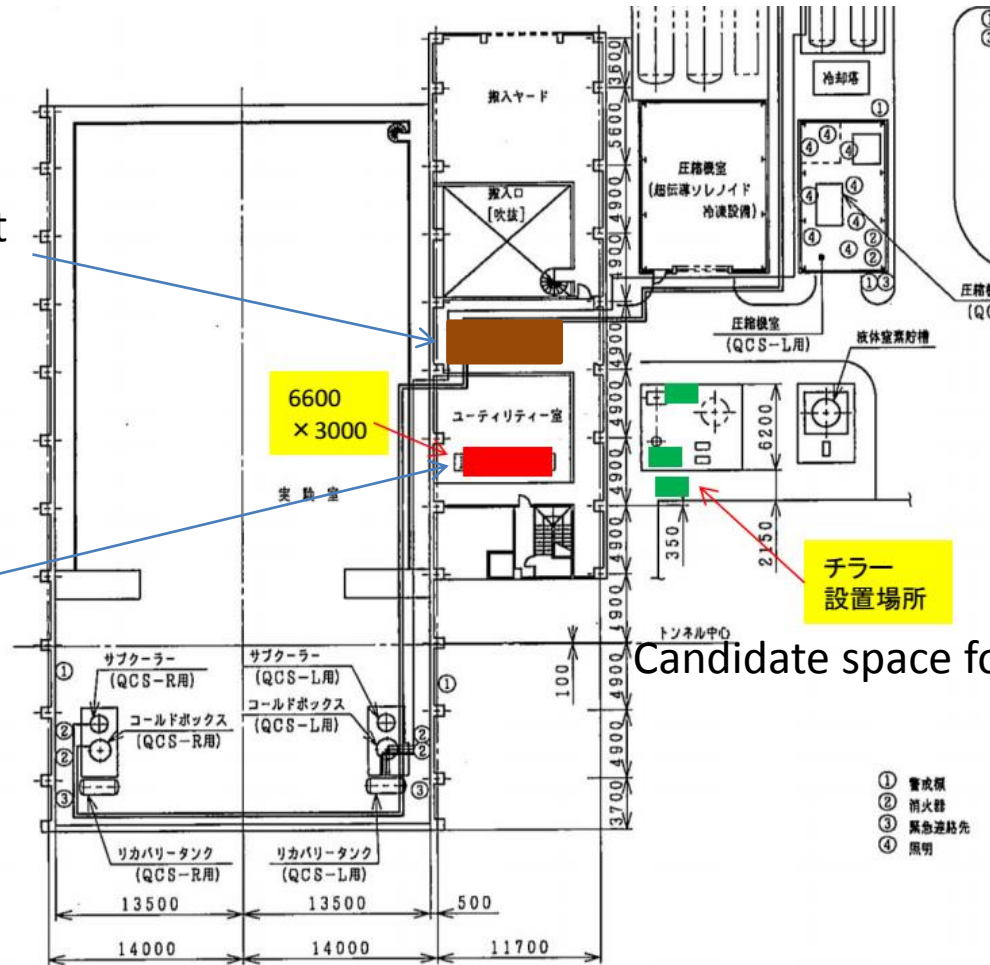 搬入ヤード
搬入口
[吹抜]
圧縮機室
(超伝導ソレノイド
冷凍設備)
冷却塔
圧縮機室
(QCS-L用)
液体窒素貯槽
t
6600
×3000
ユーティリティー室
実験室
チラー
設置場所
トンネル中心
Candidate space fo
サブクーラー
(QCS-R用)
サブクーラー
(QCS-L用)
コールドボックス
(QCS-R用)
コールドボックス
(QCS-L用)
リカバリータンク
(QCS-R用)
リカバリータンク
(QCS-L用)
3600
5600
4900
4900
4900
4900
4900
4900
4900
4900
4900
3700
6200
2150
350
100
13500
13500
500
14000
14000
11700
① 警戒標
② 消火器
③ 緊急連絡先
④ 照明